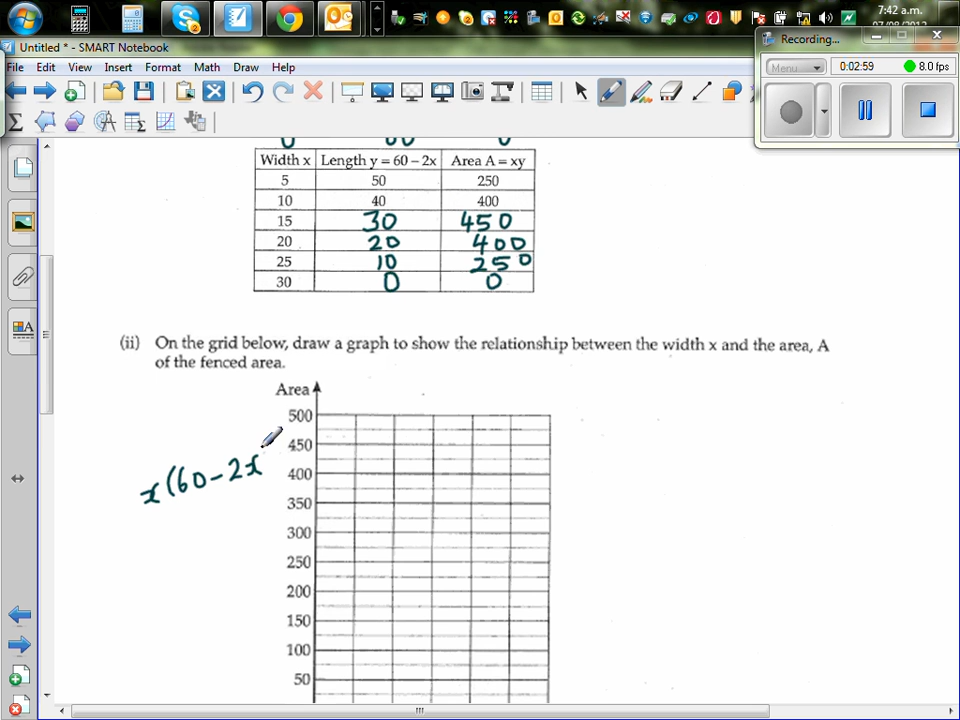 7:42 a.m.
Untitled * - SMART Notebook
Recording...
File Edit View Insert Format Math Draw Help
Menu 0:02:59 8.0 fps
Width x Length y = 60 – 2x Area A = xy
5 50 250
10 40 400
15 30 450
20 20 400
25 10 250
30 0 0
(ii) On the grid below, draw a graph to show the relationship between the width x and the area, A
of the fenced area.
Area
500
450
x(60-2x
400
350
300
250
200
150
100
50